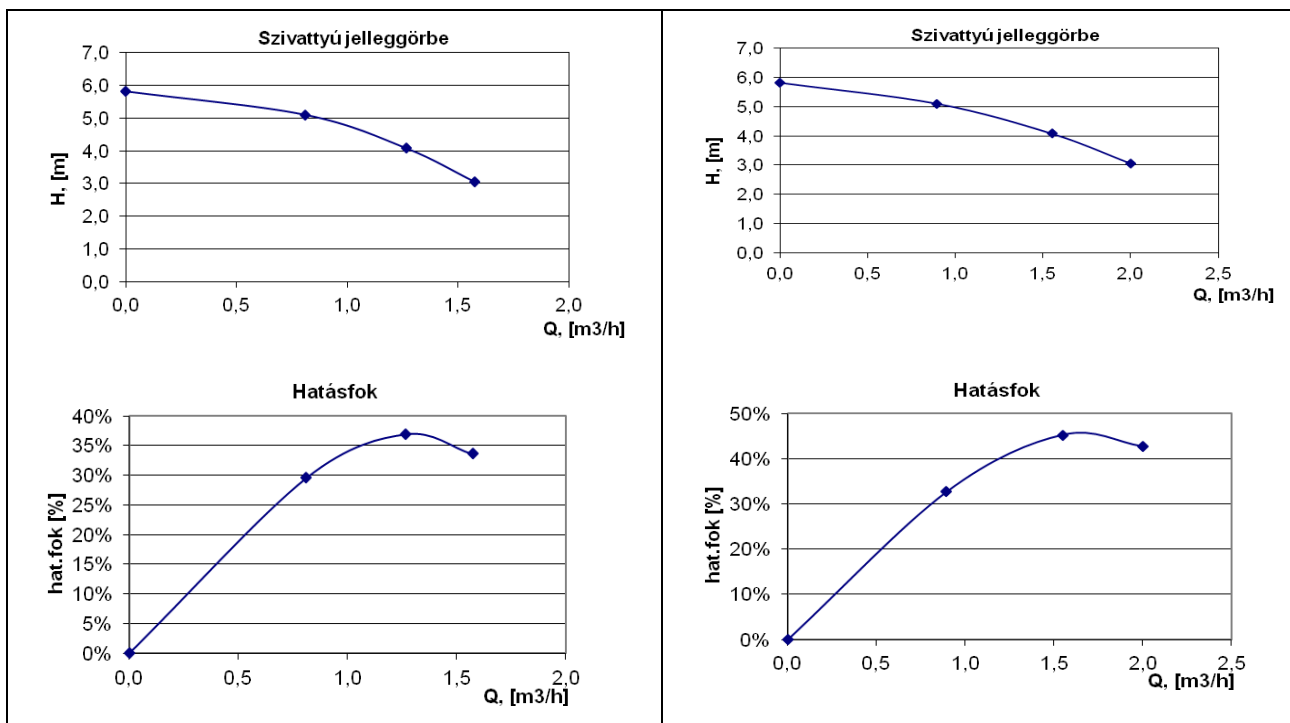 Szivattyú jelleggörbe
7,0
6,0
5,0
4,0
3,0
2,0
1,0
0,0
H, [m]
0,0 0,5 1,0 1,5 2,0
Q, [m3/h]
Hatásfok
40%
35%
30%
25%
20%
15%
10%
5%
0%
hat.fok [%]
0,0 0,5 1,0 1,5 2,0
Q, [m3/h]
Szivattyú jelleggörbe
7,0
6,0
5,0
4,0
3,0
2,0
1,0
0,0
H, [m]
0,0 0,5 1,0 1,5 2,0 2,5
Q, [m3/h]
Hatásfok
50%
40%
30%
20%
10%
0%
hat.fok [%]
0,0 0,5 1,0 1,5 2,0 2,5
Q, [m3/h]